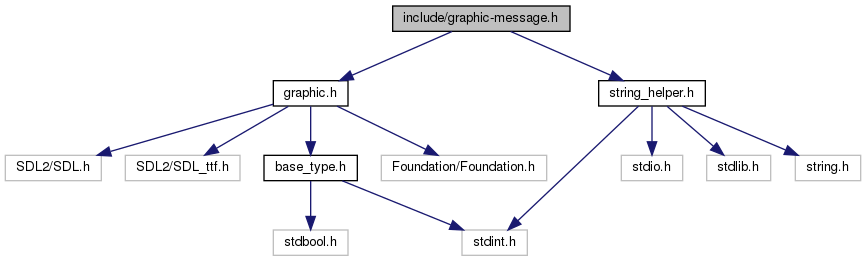 include/graphic-message.h
graphic.h
string_helper.h
SDL2/SDL.h
SDL2/SDL_ttf.h
base_type.h
Foundation/Foundation.h
stdio.h
stdlib.h
string.h
stdbool.h
stdint.h